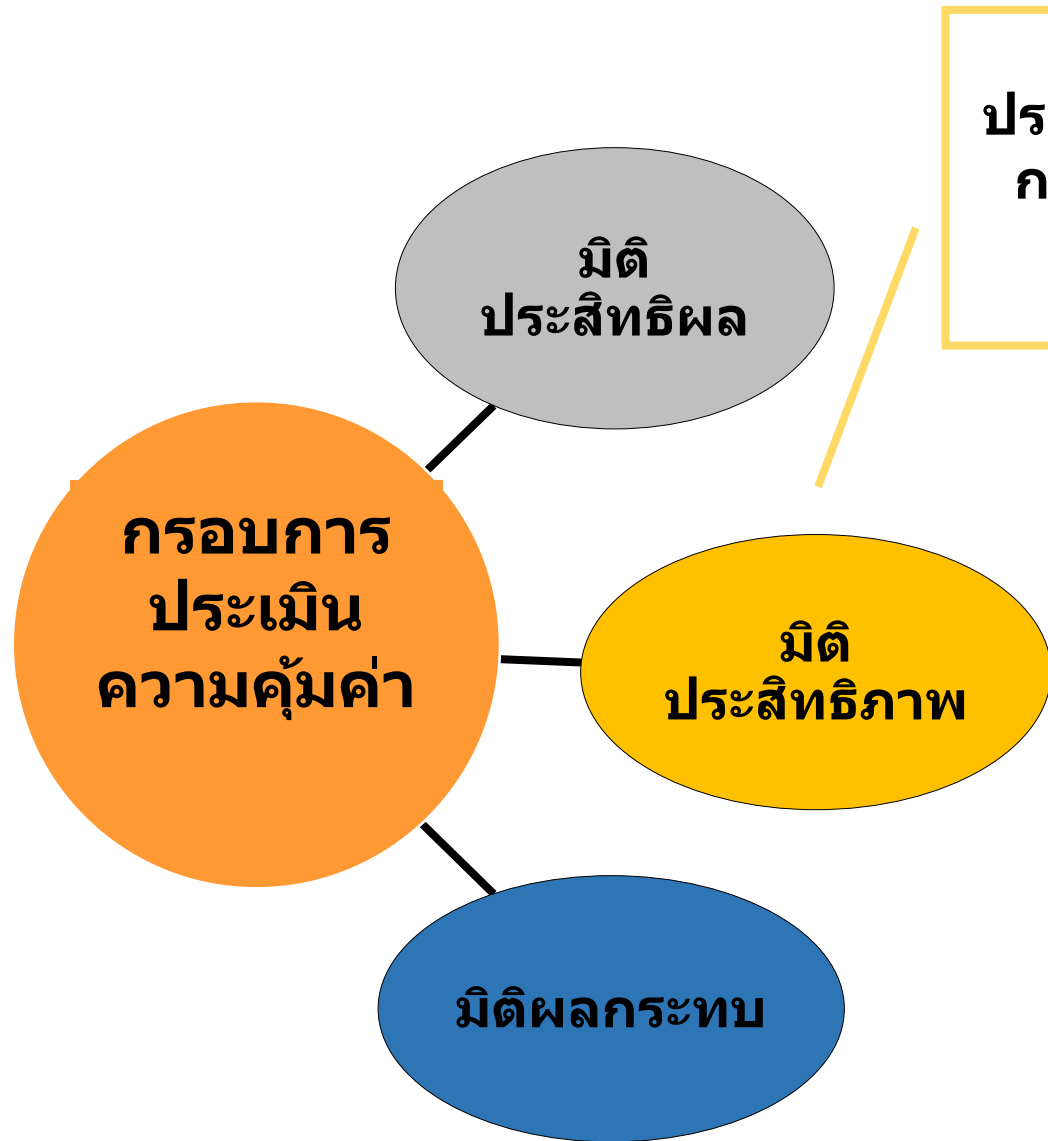 มิติ
ประสิทธิผล
กรอบการ
ประเมิน
ความคุ้มค่า
มิติ
ประสิทธิภาพ
มิติผลกระทบ